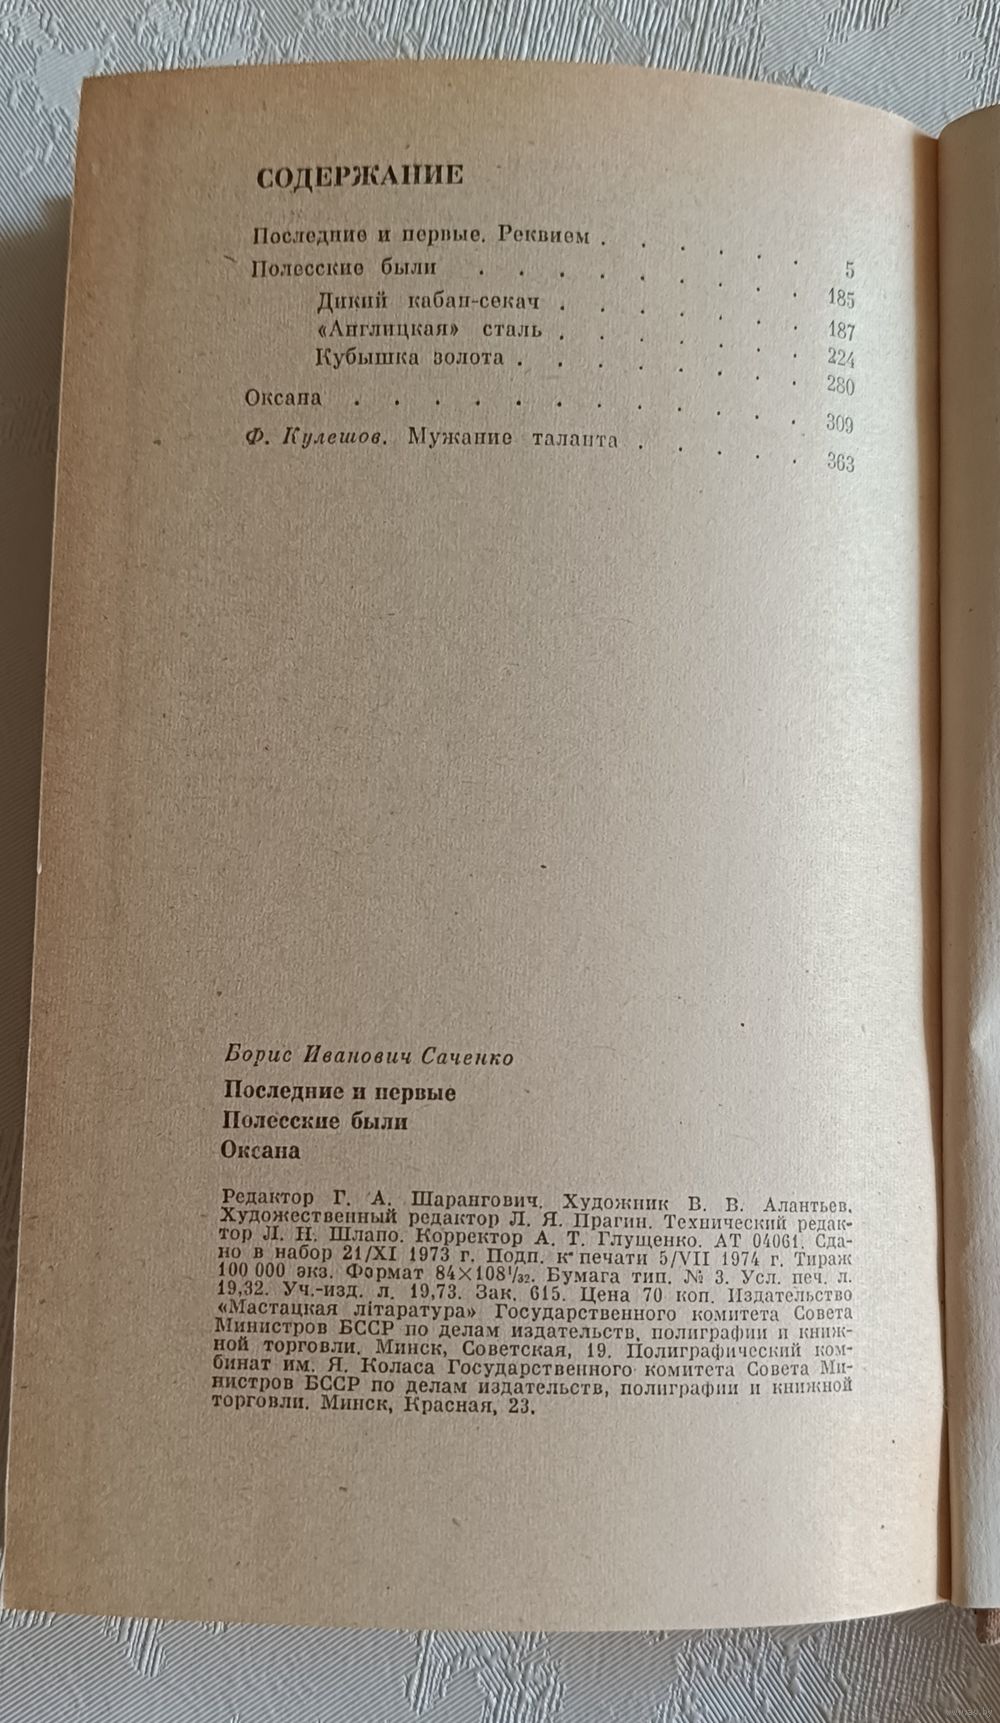 СОДЕРЖАНИЕ
Последние и первые. Реквием . . . . . . 5
Полесские были . . . . . . . . . 185
Дикий кабан-секач . . . . . . . 187
«Англицкая» сталь . . . . . . . 224
Кубышка золота . . . . . . . . 280
Оксана . . . . . . . . . . . . 309
Ф. Кулешов. Мужание таланта . . . . . 363
Борис Иванович Саченко
Последние и первые
Полесские были
Оксана
Редактор Г. А. Шарангович. Художник В. В. Алантьев.
Художественный редактор Л. Я. Прагин. Технический редак-
тор Л. Н. Шлапо. Корректор А. Т. Глущенко. АТ 04061. Сда-
но в набор 21/XI 1973 г. Подп. к печати 5/VII 1974 г. Тираж
100 000 экз. Формат 84×108¹/₃₂. Бумага тип. № 3. Усл. печ. л.
19,32. Уч.-изд. л. 19,73. Зак. 615. Цена 70 коп. Издательство
«Мастацкая літаратура» Государственного комитета Совета
Министров БССР по делам издательств, полиграфии и книж-
ной торговли. Минск, Советская, 19. Полиграфический ком-
бинат им. Я. Коласа Государственного комитета Совета Ми-
нистров БССР по делам издательств, полиграфии и книжной
торговли. Минск, Красная, 23.